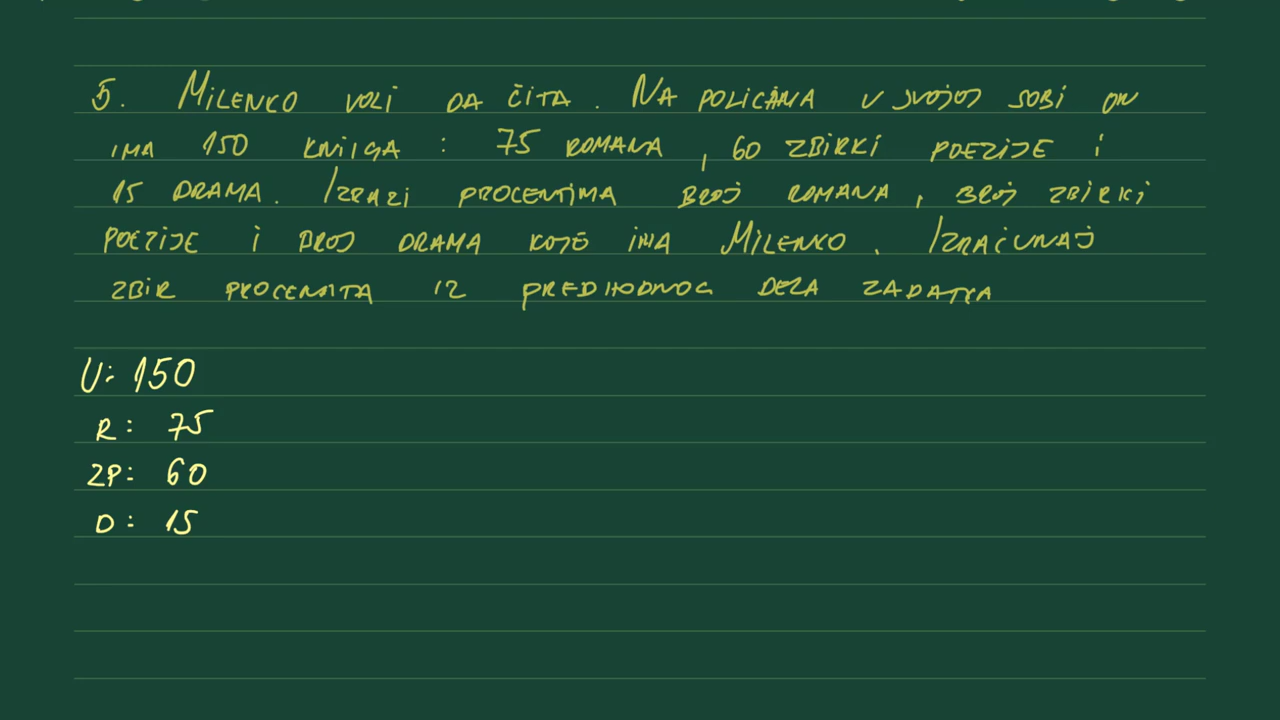 5. MILENKO VOLI DA ČITA. NA POLICAMA U SVOJOJ SOBI ON
IMA 150 KNJIGA : 75 ROMANA, 60 ZBIRKI POEZIJE I
15 DRAMA. IZRAZI PROCENTIMA BROJ ROMANA, BROJ ZBIRKI
POEZIJE I BROJ DRAMA KOJE IMA MILENKO. IZRAČUNAJ
ZBIR PROCENATA IZ PREDHODNOG DELA ZADATKA
U: 150
R: 75
ZP: 60
D: 15